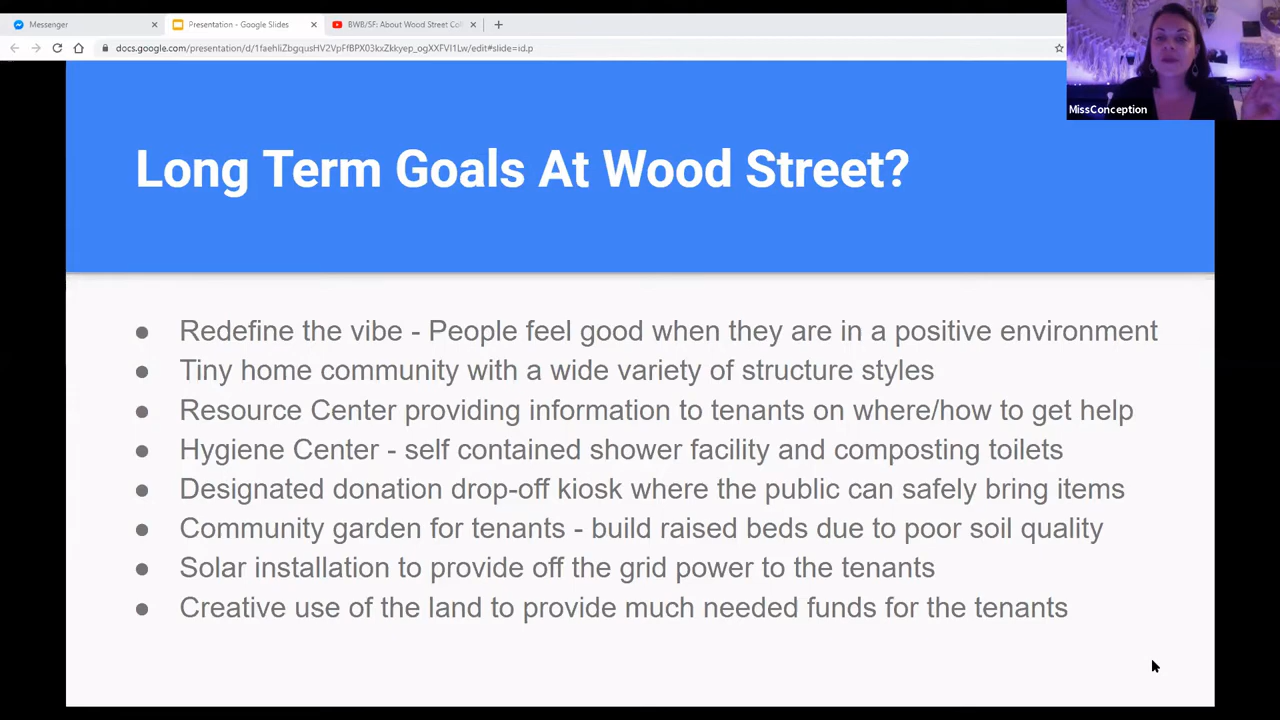 Messenger
Presentation - Google Slides
BWB/SF: About Wood Street Col
docs.google.com/presentation/d/1faehliZbgqusHV2VpFfBPX03kxZkkyep_ogXXFVI1Lw/edit#slide=id.p
MissConception
Long Term Goals At Wood Street?
● Redefine the vibe - People feel good when they are in a positive environment
● Tiny home community with a wide variety of structure styles
● Resource Center providing information to tenants on where/how to get help
● Hygiene Center - self contained shower facility and composting toilets
● Designated donation drop-off kiosk where the public can safely bring items
● Community garden for tenants - build raised beds due to poor soil quality
● Solar installation to provide off the grid power to the tenants
● Creative use of the land to provide much needed funds for the tenants